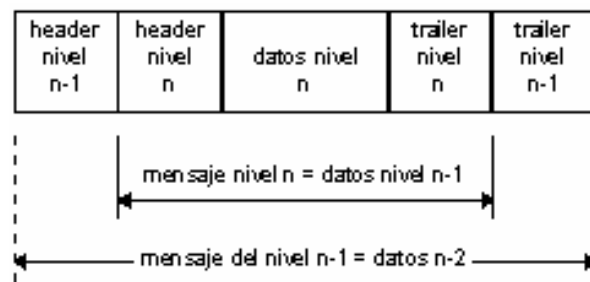 header nivel n-1
header nivel n
datos nivel n
trailer nivel n
trailer nivel n-1
mensaje nivel n = datos nivel n-1
mensaje del nivel n-1 = datos n-2